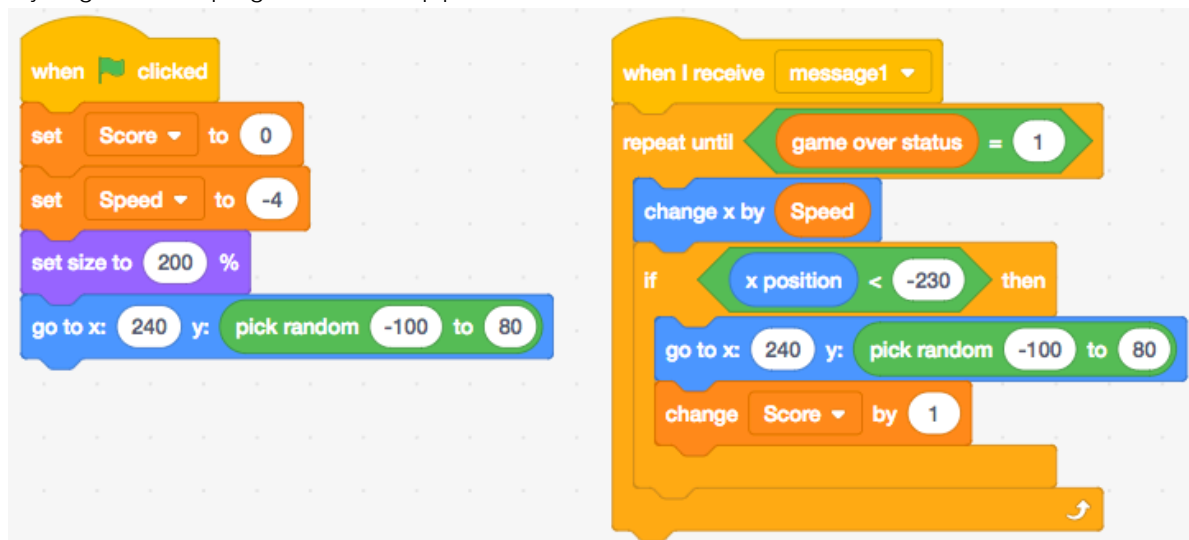 when clicked
set Score to 0
set Speed to -4
set size to 200 %
go to x: 240 y: pick random -100 to 80
when I receive message1
repeat until game over status = 1
change x by Speed
if x position < -230 then
go to x: 240 y: pick random -100 to 80
change Score by 1